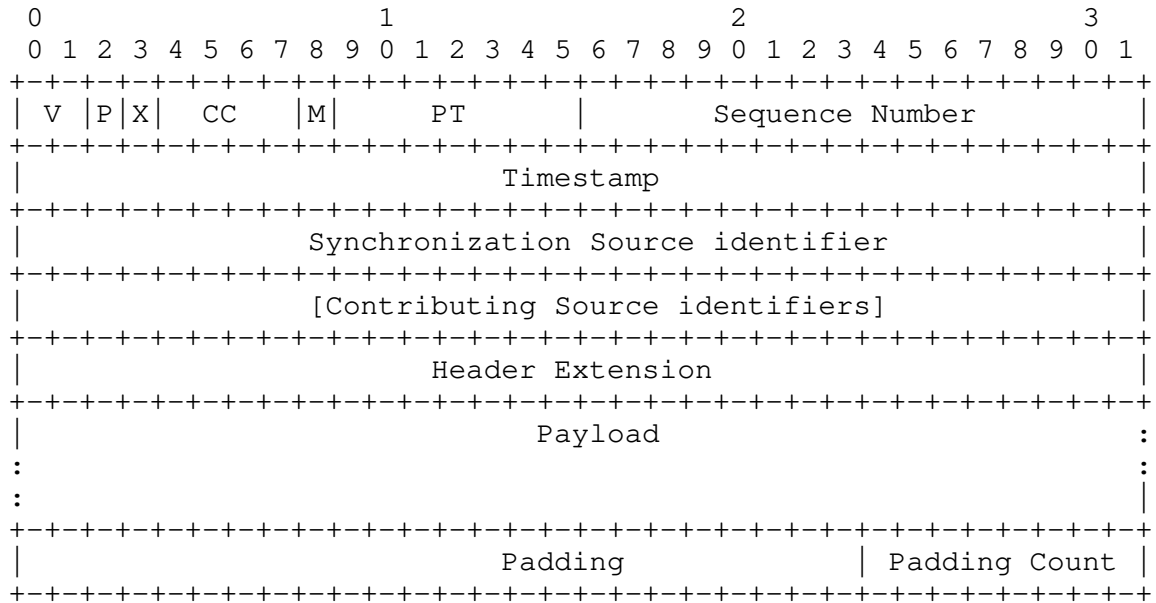 0                   1                   2                   3
 0 1 2 3 4 5 6 7 8 9 0 1 2 3 4 5 6 7 8 9 0 1 2 3 4 5 6 7 8 9 0 1
+-+-+-+-+-+-+-+-+-+-+-+-+-+-+-+-+-+-+-+-+-+-+-+-+-+-+-+-+-+-+-+-+
| V |P|X|  CC   |M|     PT      |       Sequence Number         |
+-+-+-+-+-+-+-+-+-+-+-+-+-+-+-+-+-+-+-+-+-+-+-+-+-+-+-+-+-+-+-+-+
|                           Timestamp                           |
+-+-+-+-+-+-+-+-+-+-+-+-+-+-+-+-+-+-+-+-+-+-+-+-+-+-+-+-+-+-+-+-+
|                Synchronization Source identifier              |
+-+-+-+-+-+-+-+-+-+-+-+-+-+-+-+-+-+-+-+-+-+-+-+-+-+-+-+-+-+-+-+-+
|                [Contributing Source identifiers]              |
+-+-+-+-+-+-+-+-+-+-+-+-+-+-+-+-+-+-+-+-+-+-+-+-+-+-+-+-+-+-+-+-+
|                       Header Extension                        |
+-+-+-+-+-+-+-+-+-+-+-+-+-+-+-+-+-+-+-+-+-+-+-+-+-+-+-+-+-+-+-+-+
|                             Payload                           :
:                                                               :
:                                                               |
+-+-+-+-+-+-+-+-+-+-+-+-+-+-+-+-+-+-+-+-+-+-+-+-+-+-+-+-+-+-+-+-+
|                           Padding             | Padding Count |
+-+-+-+-+-+-+-+-+-+-+-+-+-+-+-+-+-+-+-+-+-+-+-+-+-+-+-+-+-+-+-+-+